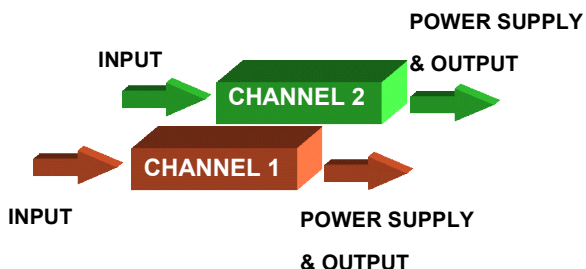 POWER SUPPLY
& OUTPUT
INPUT
CHANNEL 2
CHANNEL 1
INPUT
POWER SUPPLY
& OUTPUT